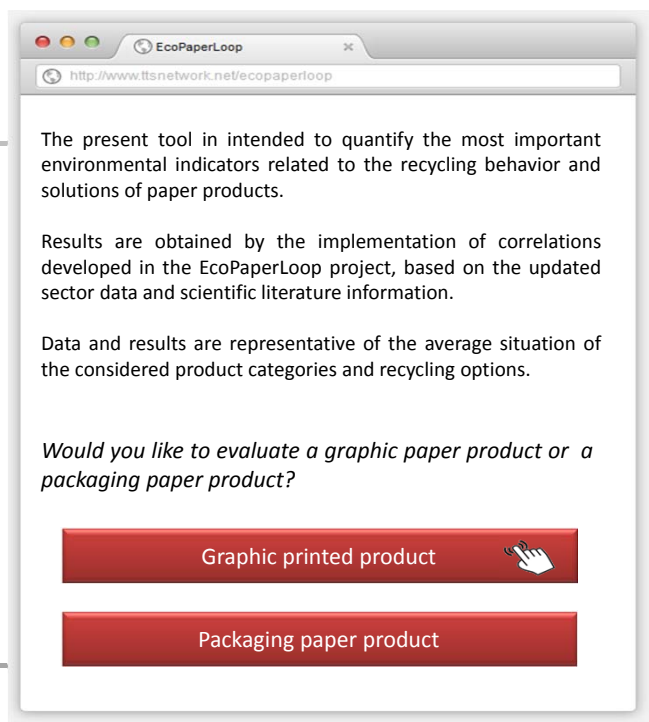 EcoPaperLoop
http://www.ttsnetwork.net/ecopaperloop
The present tool in intended to quantify the most important
environmental indicators related to the recycling behavior and
solutions of paper products.
Results are obtained by the implementation of correlations
developed in the EcoPaperLoop project, based on the updated
sector data and scientific literature information.
Data and results are representative of the average situation of
the considered product categories and recycling options.
Would you like to evaluate a graphic paper product or a
packaging paper product?
Graphic printed product
Packaging paper product